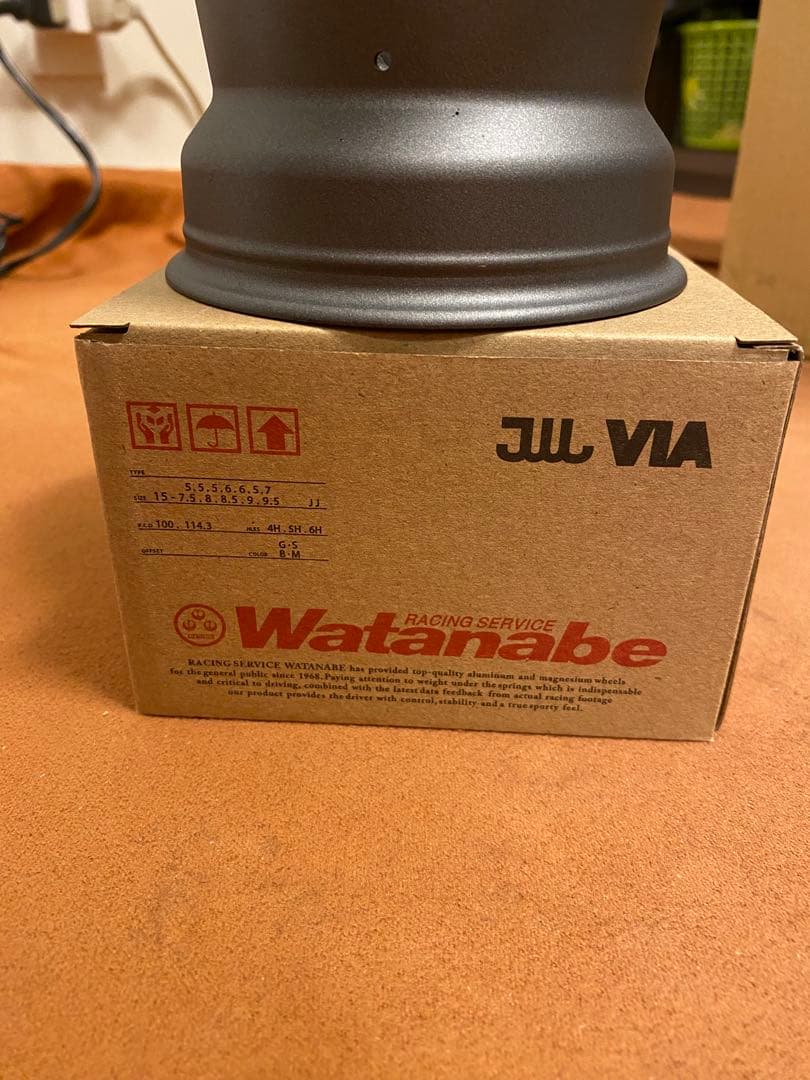 JWL VIA
TYPE
5.5.5.6.6.5.7
SIZE 15-7.5.8.8.5.9.9.5 JJ
P.C.D 100.114.3 HLES 4H.5H.6H
G·S
OFFSET COLOR B·M
RACING SERVICE
Watanabe
RACING SERVICE WATANABE has provided top-quality aluminum and magnesium wheels
for the general public since 1968. Paying attention to weight under the springs which is indispensable
and critical to driving, combined with the latest data feedback from actual racing footage
our product provides the driver with control, stability and a true sporty feel.